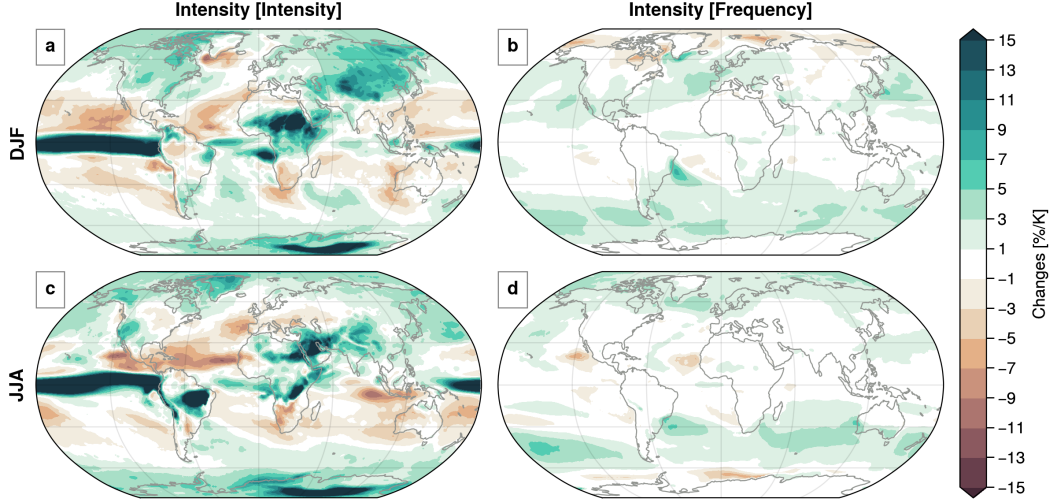 Intensity [Intensity]
Intensity [Frequency]
DJF
a
b
JJA
c
d
15
13
11
9
7
5
3
1
−1
−3
−5
−7
−9
−11
−13
−15
Changes [%/K]